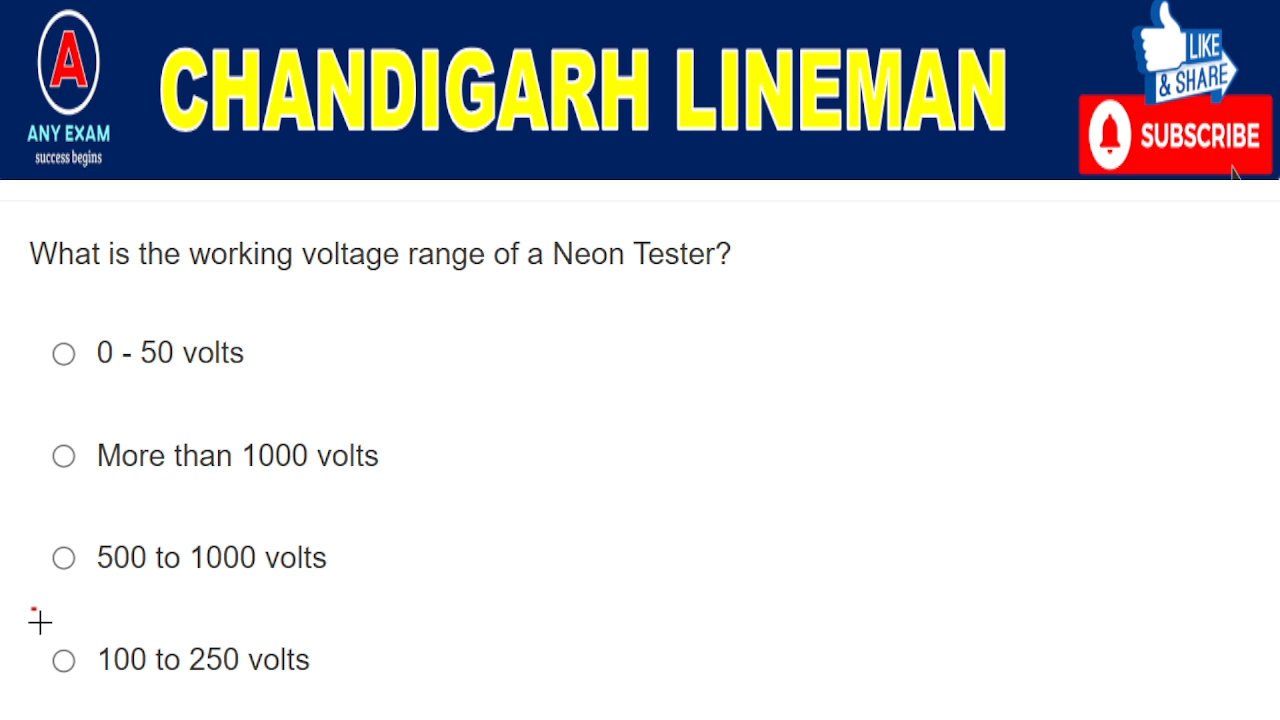 A
ANY EXAM
success begins
CHANDIGARH LINEMAN
LIKE
& SHARE
SUBSCRIBE
What is the working voltage range of a Neon Tester?
0 - 50 volts
More than 1000 volts
500 to 1000 volts
100 to 250 volts